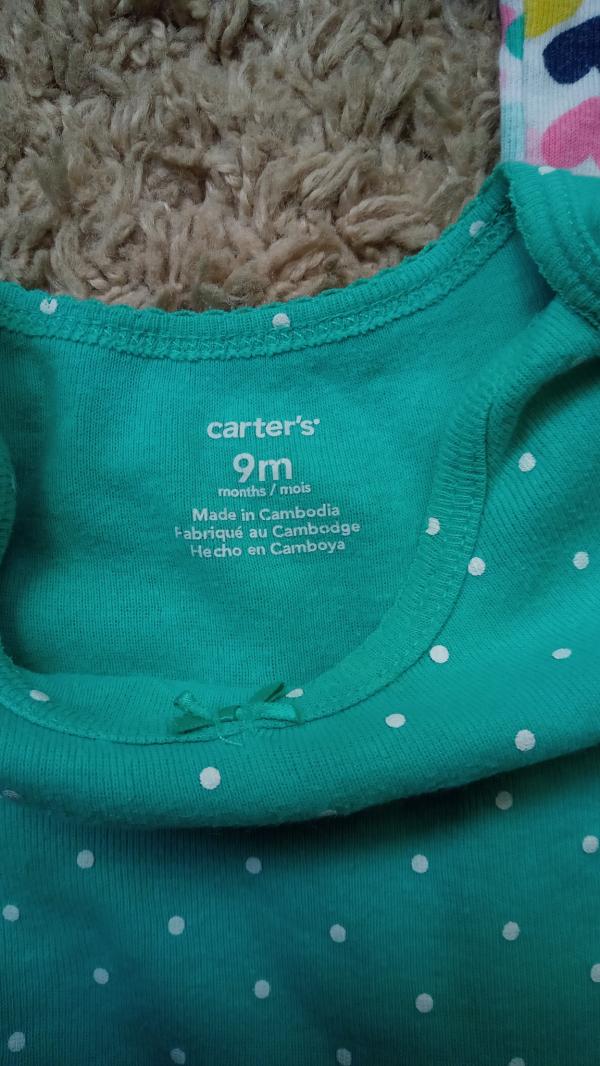 carter's
9m
months / mois
Made in Cambodia
Fabriqué au Cambodge
Hecho en Camboya